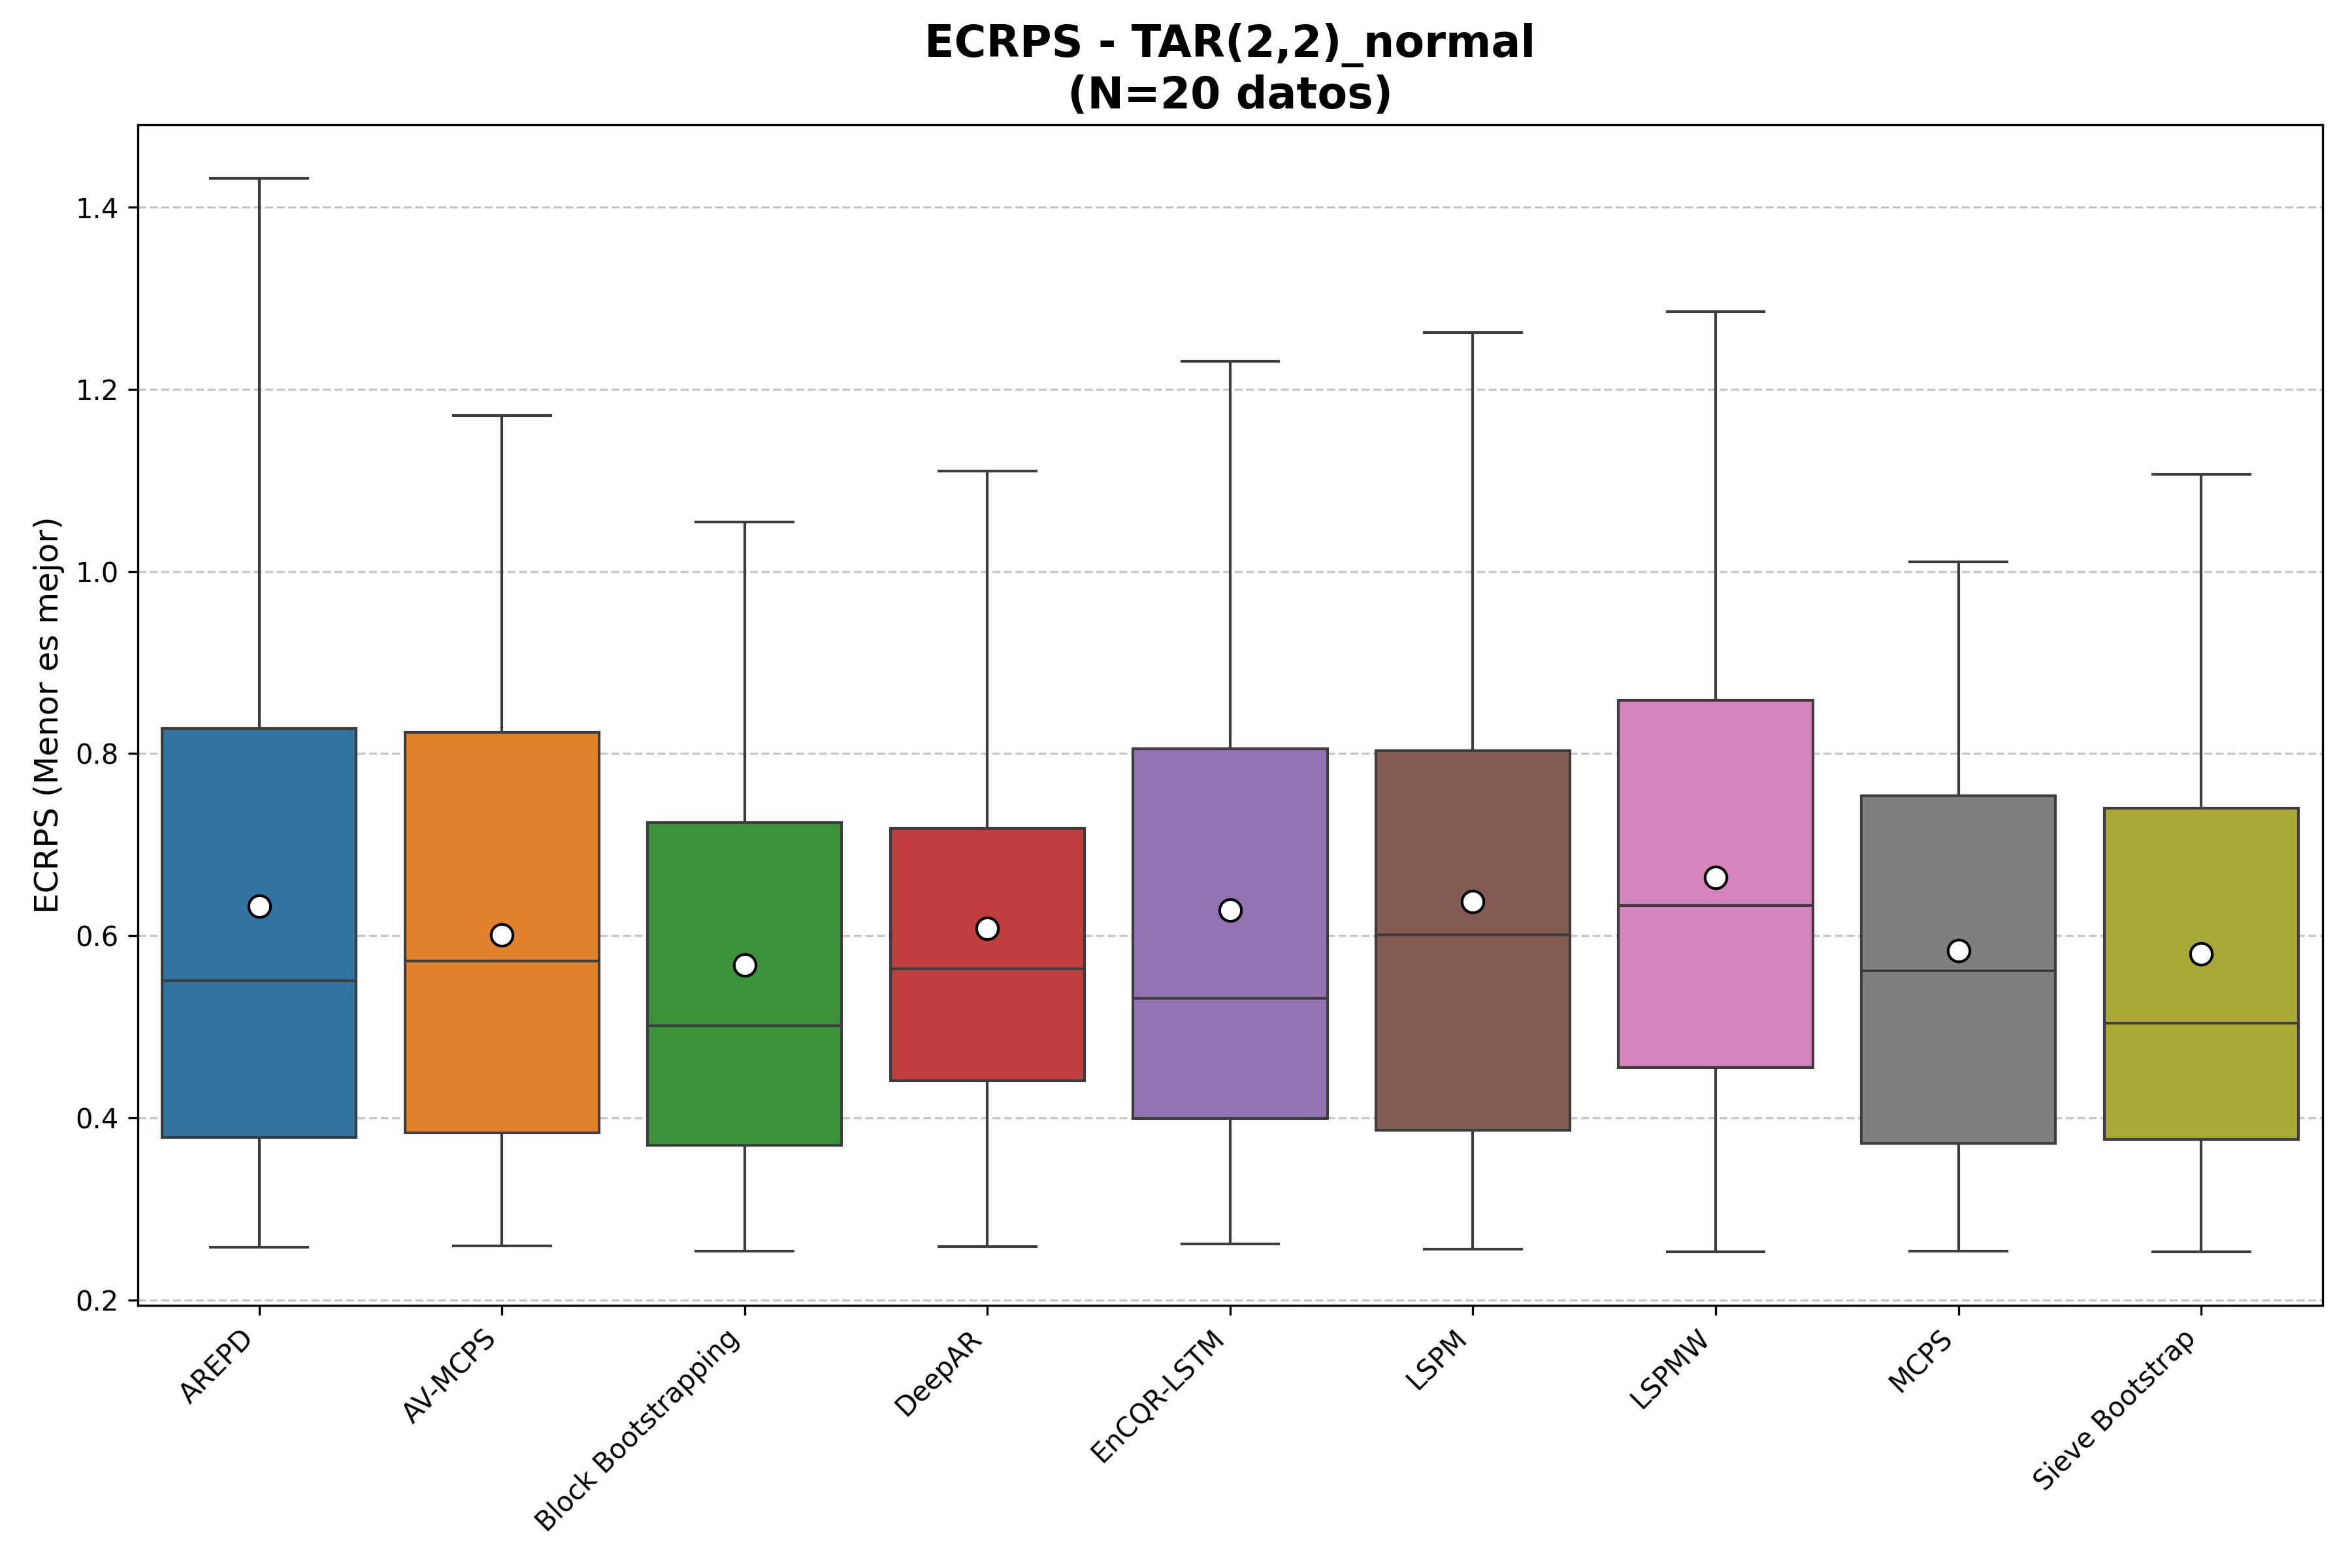 ECRPS - TAR(2,2)_normal
(N=20 datos)
ECRPS (Menor es mejor)
1.4
1.2
1.0
0.8
0.6
0.4
0.2
AREPD
AV-MCPS
Block Bootstrapping
DeepAR
EnCQR-LSTM
LSPM
LSPMW
MCPS
Sieve Bootstrap